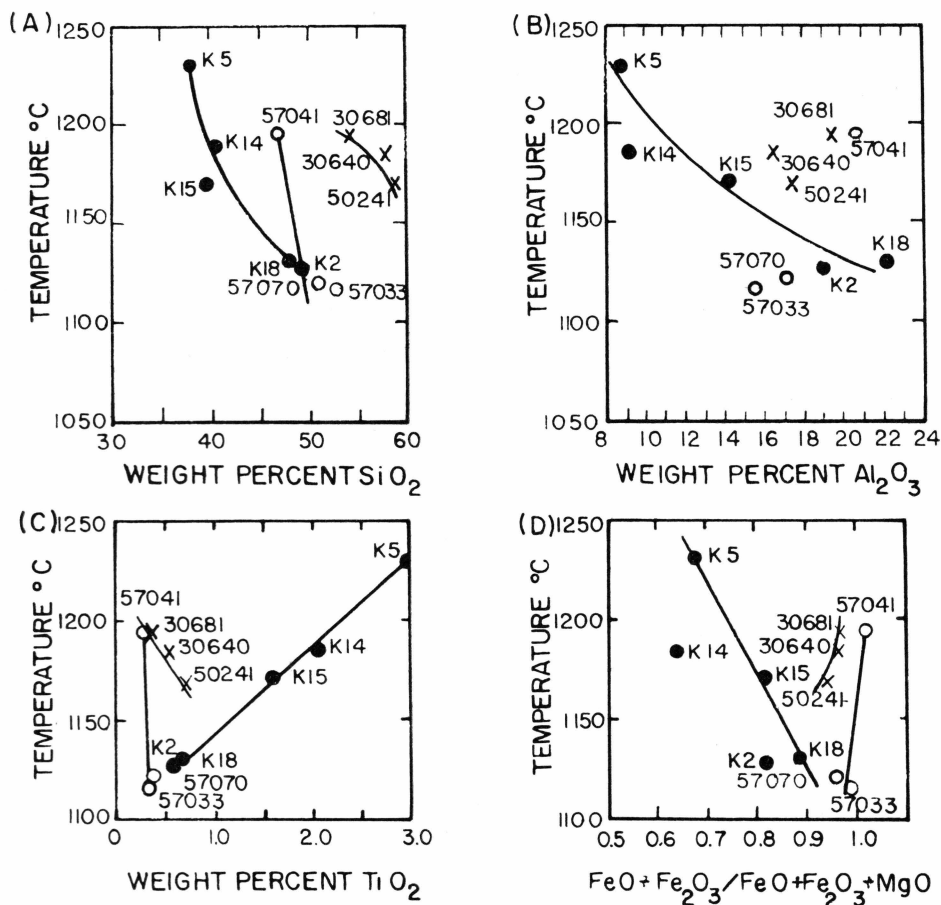 (A)
1250
1200
1150
1100
1050
TEMPERATURE °C
K5
K14
K15
57041
30681
30640
50241
K18
K2
57070
57033
30 40 50 60
WEIGHT PERCENT SiO2
(B)
1250
1200
1150
1100
1050
TEMPERATURE °C
K5
K14
K15
30681
57041
30640
50241
K18
57070
K2
57033
8 10 12 14 16 18 20 22 24
WEIGHT PERCENT Al2O3
(C)
1250
1200
1150
1100
TEMPERATURE °C
K5
57041
30681
30640
K14
50241
K15
K2
K18
57070
57033
0 1.0 2.0 3.0
WEIGHT PERCENT TiO2
(D)
1250
1200
1150
1100
TEMPERATURE °C
K5
57041
30681
K14
30640
K15
50241
K2
K18
57070
57033
0.5 0.6 0.7 0.8 0.9 1.0
FeO+Fe2O3/FeO+Fe2O3+MgO